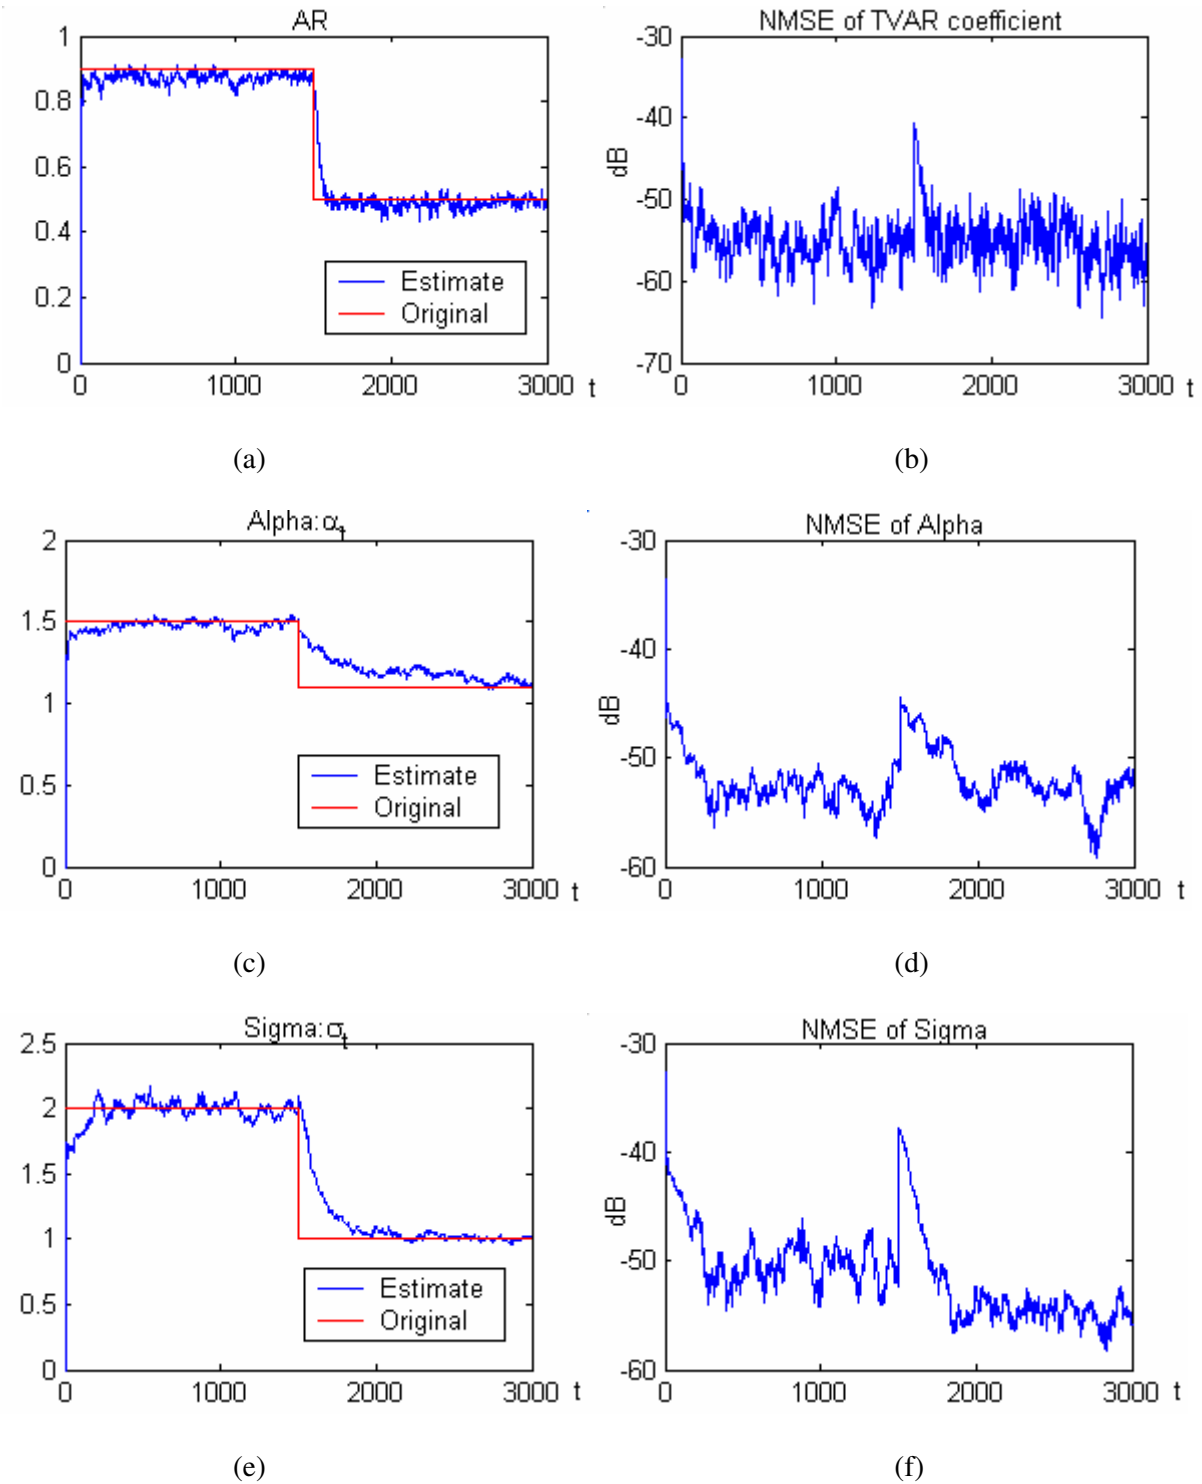 AR
1
0.8
0.6
0.4
0.2
0
0 1000 2000 3000 t
Estimate
Original
(a)
NMSE of TVAR coefficient
-30
-40
-50
-60
-70
dB
0 1000 2000 3000 t
(b)
Alpha:αt
2
1.5
1
0.5
0
0 1000 2000 3000 t
Estimate
Original
(c)
NMSE of Alpha
-30
-40
-50
-60
dB
0 1000 2000 3000 t
(d)
Sigma:σt
2.5
2
1.5
1
0.5
0
0 1000 2000 3000 t
Estimate
Original
(e)
NMSE of Sigma
-30
-40
-50
-60
dB
0 1000 2000 3000 t
(f)